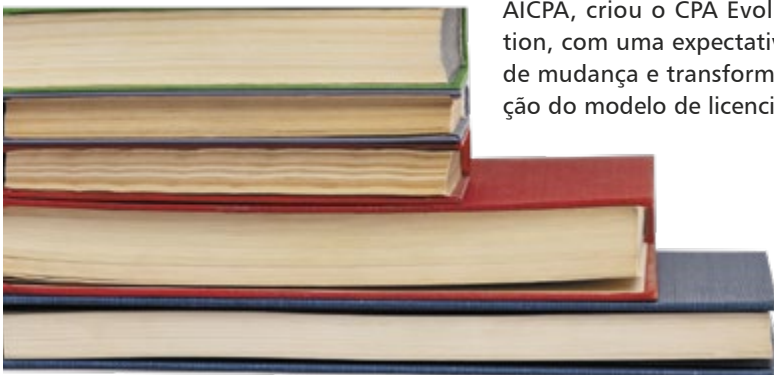 AICPA, criou o CPA Evol
tion, com uma expectativ
de mudança e transform
ção do modelo de licenci